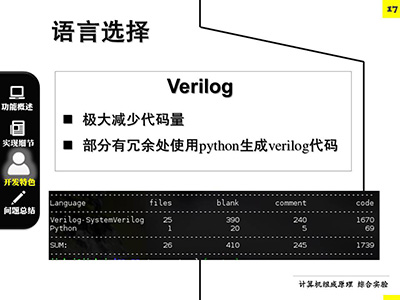 17
语言选择
功能概述
实现细节
开发特色
问题总结
Verilog
■ 极大减少代码量
■ 部分有冗余处使用python生成verilog代码
Language files blank comment code
Verilog-SystemVerilog 25 390 240 1670
Python 1 20 5 69
SUM: 26 410 245 1739
计算机组成原理 综合实验